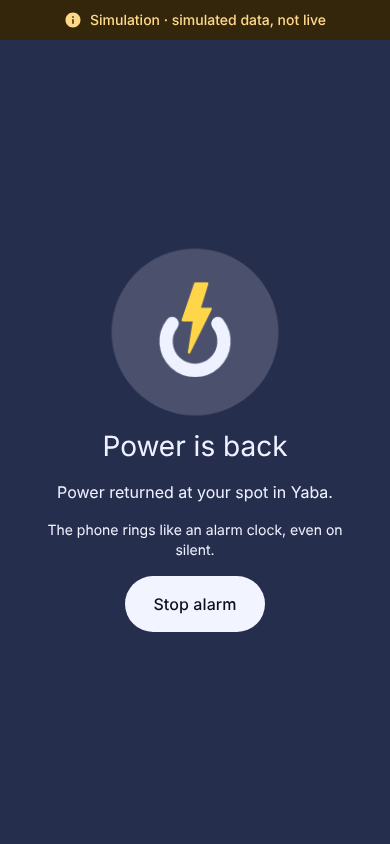 Simulation · simulated data, not live
Power is back
Power returned at your spot in Yaba.
The phone rings like an alarm clock, even on
silent.
Stop alarm